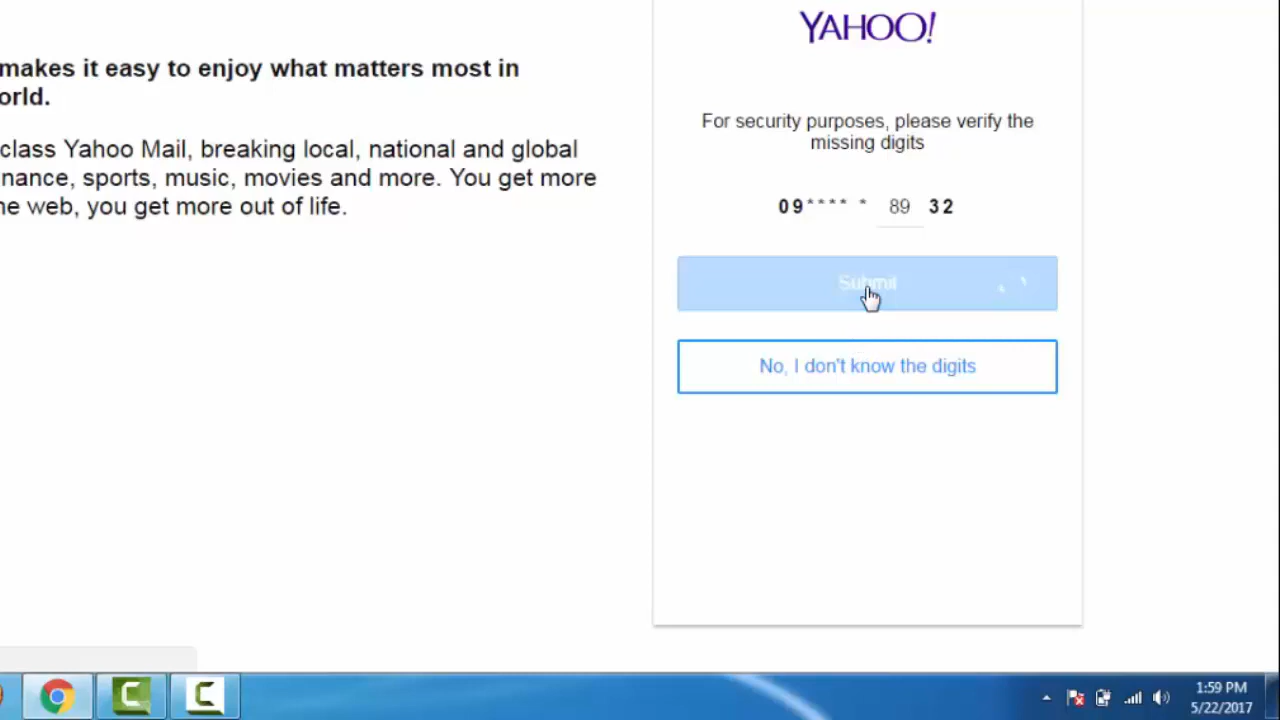 makes it easy to enjoy what matters most in
orld.
class Yahoo Mail, breaking local, national and global
nance, sports, music, movies and more. You get more
ne web, you get more out of life.
YAHOO!
For security purposes, please verify the
missing digits
09**** * 89 32
Submit
No, I don't know the digits
1:59 PM
5/22/2017